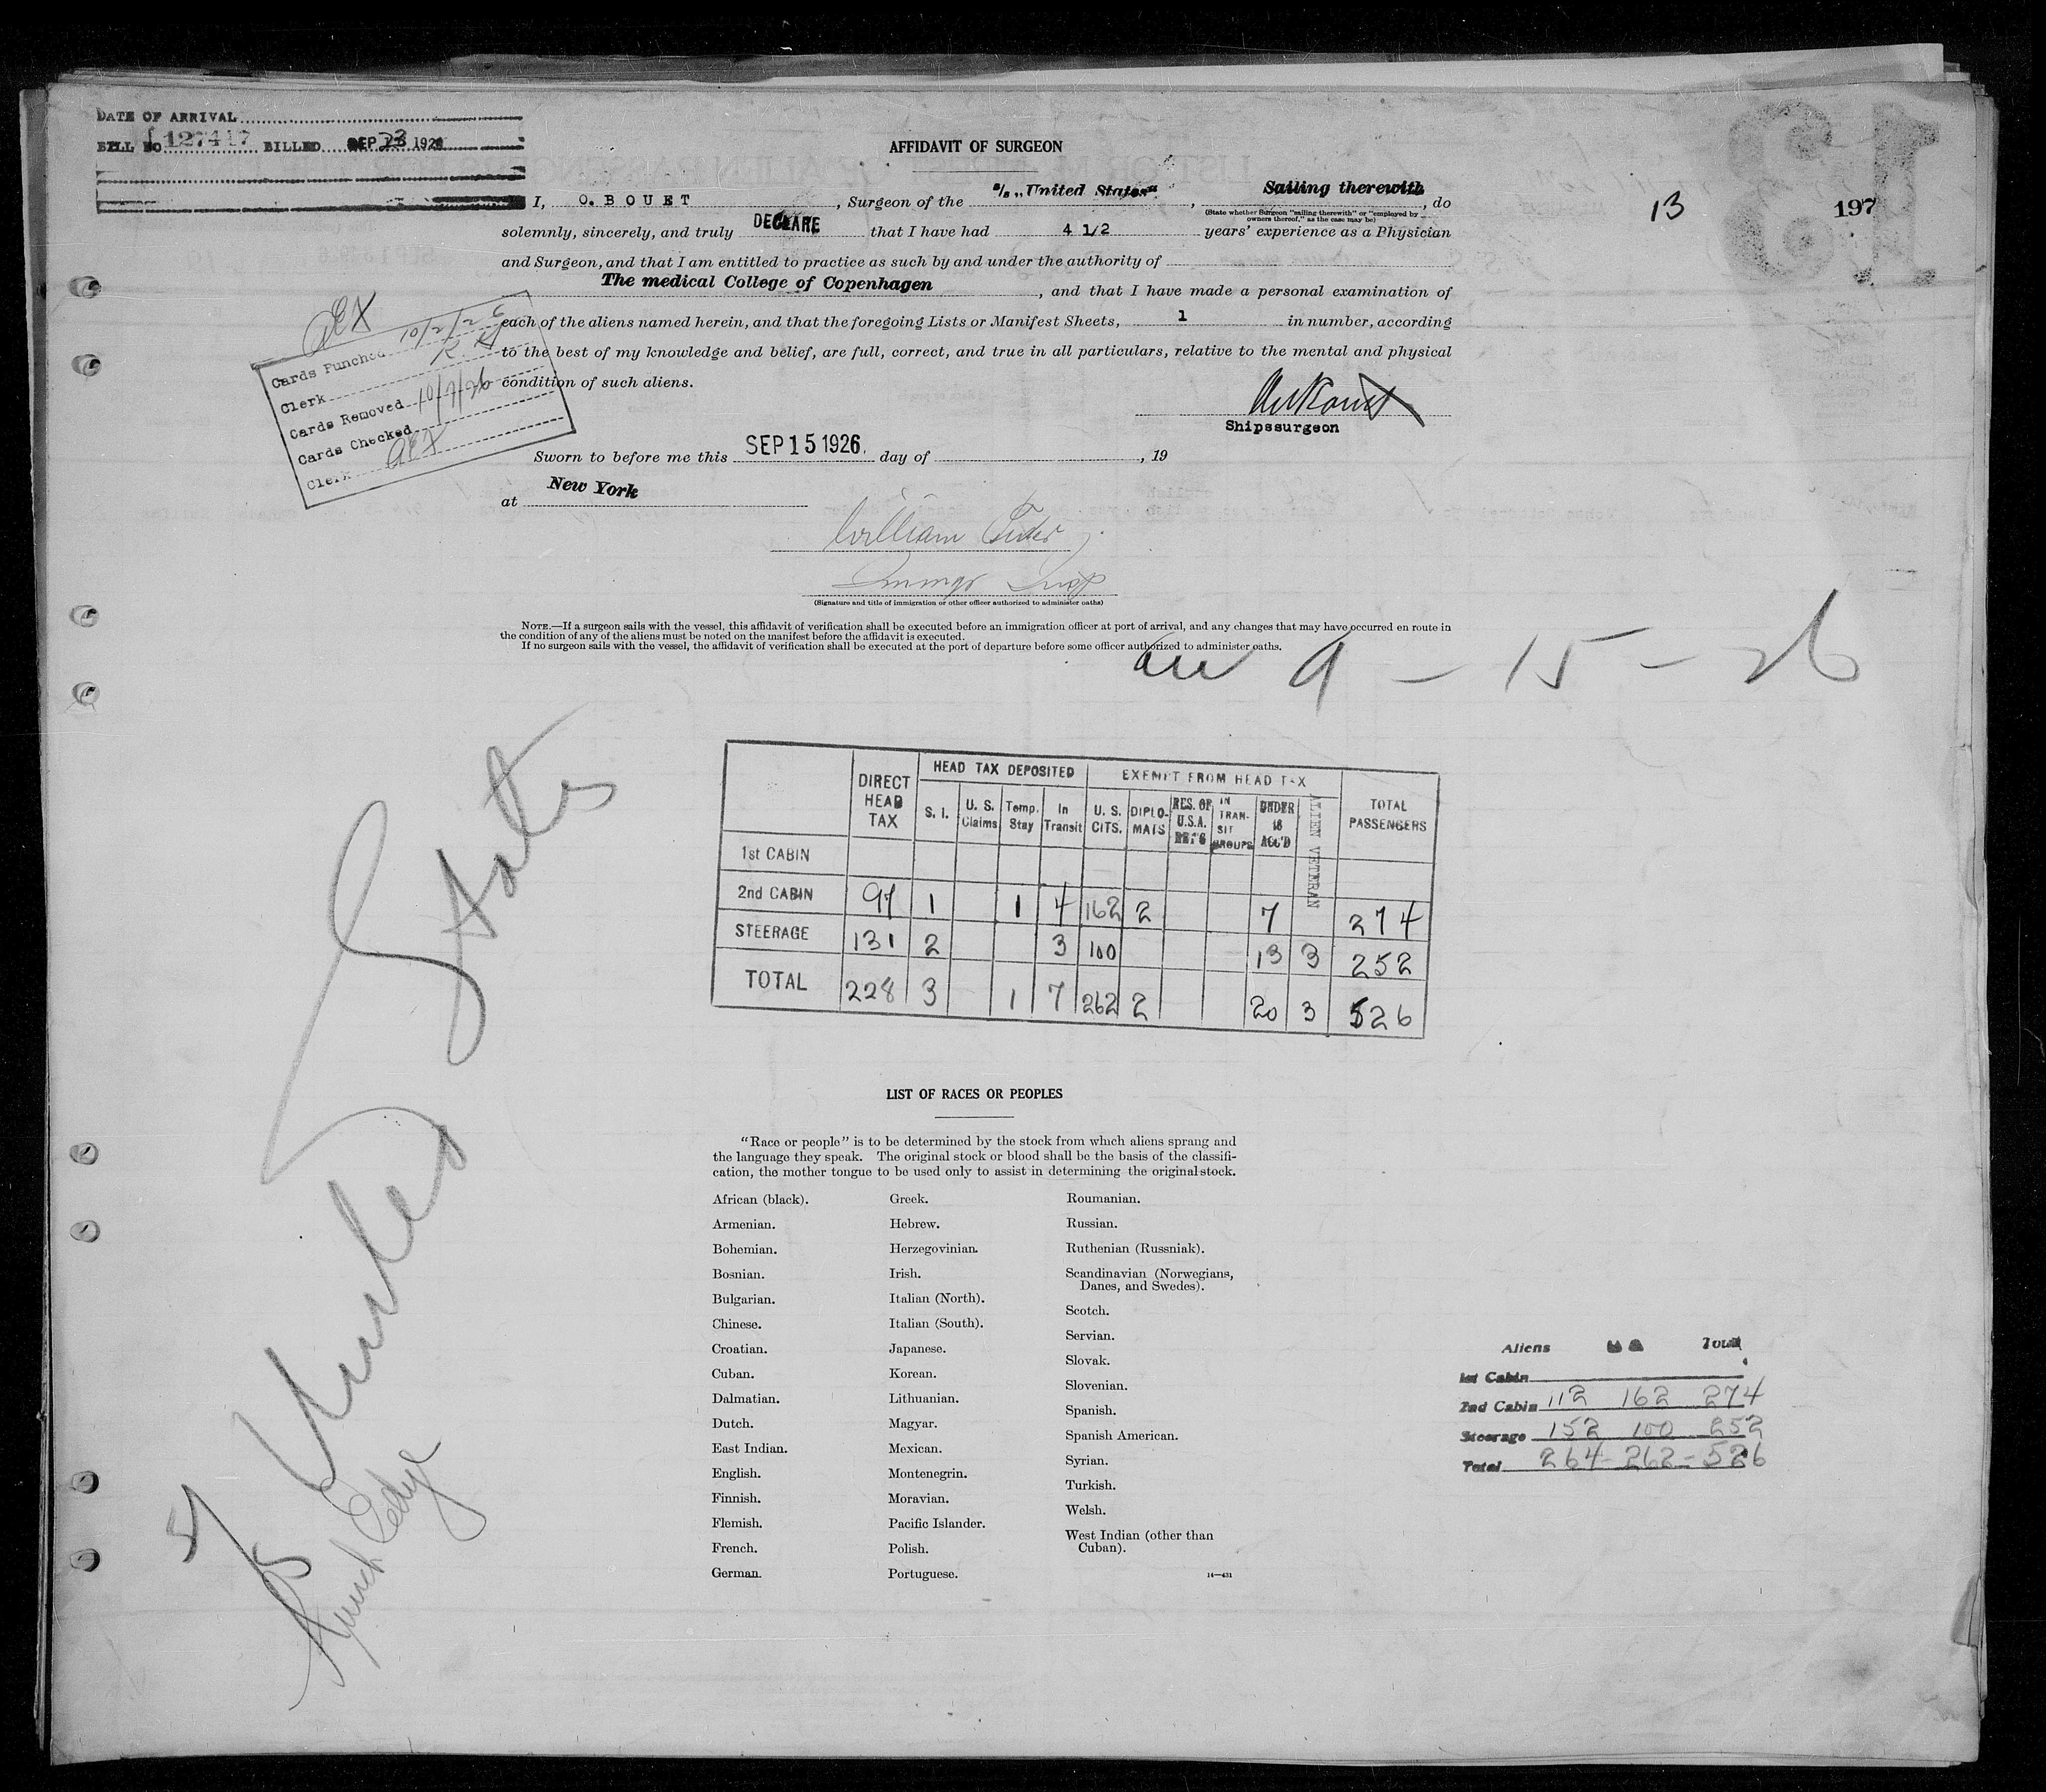 DATE OF ARRIVAL
BILL NO 127417 BILLED SEP 23 1926
AFFIDAVIT OF SURGEON
I, O. BOUET, Surgeon of the s/s „United States“, Sailing therewith, do
(State whether Surgeon "sailing therewith" or "employed by
owners thereof," as the case may be)
13
197
solemnly, sincerely, and truly DECLARE that I have had 4 1/2 years' experience as a Physician
and Surgeon, and that I am entitled to practice as such by and under the authority of
The medical College of Copenhagen, and that I have made a personal examination of
each of the aliens named herein, and that the foregoing Lists or Manifest Sheets, 1 in number, according
to the best of my knowledge and belief, are full, correct, and true in all particulars, relative to the mental and physical
condition of such aliens.
Shipssurgeon
Cards Punched 10/2/26
Clerk
Cards Removed 10/7/26
Cards Checked
Clerk
Sworn to before me this SEP 15 1926. day of , 19
at New York
William
(Signature and title of immigration or other officer authorized to administer oaths)
NOTE.—If a surgeon sails with the vessel, this affidavit of verification shall be executed before an immigration officer at port of arrival, and any changes that may have occurred en route in
the condition of any of the aliens must be noted on the manifest before the affidavit is executed.
If no surgeon sails with the vessel, the affidavit of verification shall be executed at the port of departure before some officer authorized to administer oaths.
9 - 15 - 26
United States
DIRECT HEAD TAX
HEAD TAX DEPOSITED
EXEMPT FROM HEAD TAX
TOTAL PASSENGERS
S. I. U. S. Claims Temp. Stay In Transit U. S. CITS. DIPLOMATS RES. OF U.S.A. RET'G IN TRANSIT GROUPS UNDER 16 ACC'D ALIEN VETERAN
1st CABIN
2nd CABIN 97 1 1 4 162 2 7 274
STEERAGE 131 2 3 100 13 3 252
TOTAL 228 3 1 7 262 2 20 3 526
LIST OF RACES OR PEOPLES
"Race or people" is to be determined by the stock from which aliens sprang and
the language they speak. The original stock or blood shall be the basis of the classifi-
cation, the mother tongue to be used only to assist in determining the original stock.
African (black).
Armenian.
Bohemian.
Bosnian.
Bulgarian.
Chinese.
Croatian.
Cuban.
Dalmatian.
Dutch.
East Indian.
English.
Finnish.
Flemish.
French.
German.
Greek.
Hebrew.
Herzegovinian.
Irish.
Italian (North).
Italian (South).
Japanese.
Korean.
Lithuanian.
Magyar.
Mexican.
Montenegrin.
Moravian.
Pacific Islander.
Polish.
Portuguese.
Roumanian.
Russian.
Ruthenian (Russniak).
Scandinavian (Norwegians,
Danes, and Swedes).
Scotch.
Servian.
Slovak.
Slovenian.
Spanish.
Spanish American.
Syrian.
Turkish.
Welsh.
West Indian (other than
Cuban).
14—431
Aliens Total
1st Cabin
2nd Cabin 112 162 274
Steerage 152 100 252
Total 264 - 262 - 526